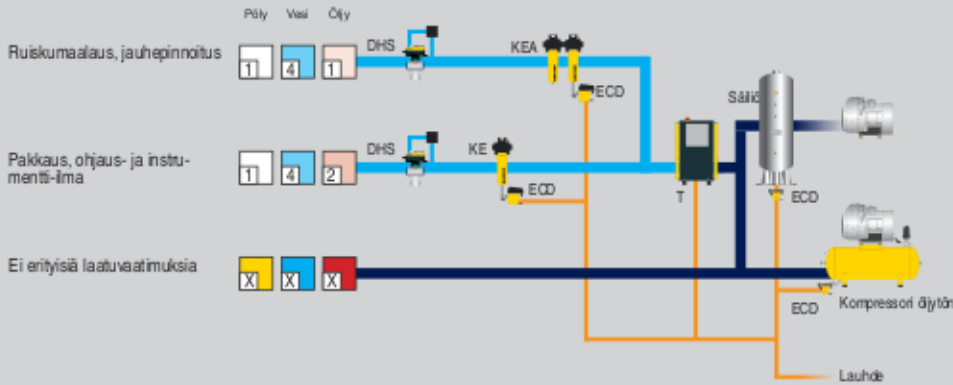 Pöly Vesi Öljy
Ruiskumaalaus, jauhepinnoitus
1 4 1
DHS
KEA
ECD
Säiliö
Pakkaus, ohjaus- ja instru-
mentti-ilma
1 4 2
DHS
KE
ECD
T
ECD
Ei erityisiä laatuvaatimuksia
X X X
ECD
Kompressori öljytön
Lauhde